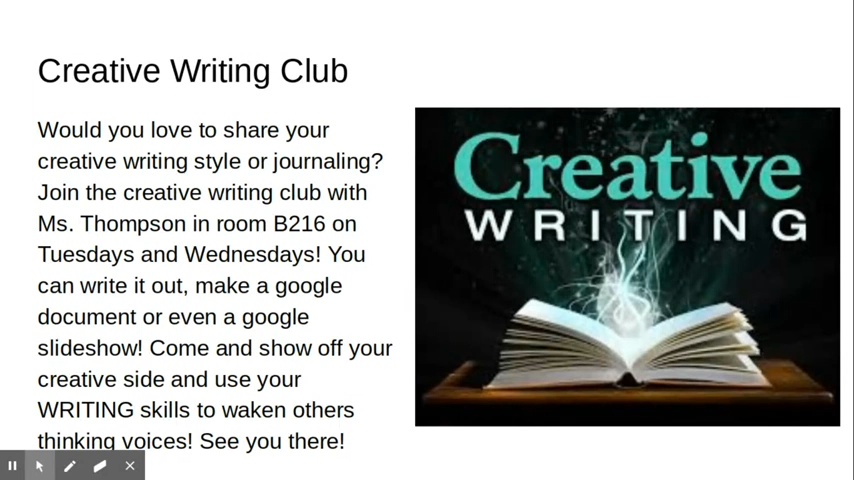 Creative Writing Club
Would you love to share your
creative writing style or journaling?
Join the creative writing club with
Ms. Thompson in room B216 on
Tuesdays and Wednesdays! You
can write it out, make a google
document or even a google
slideshow! Come and show off your
creative side and use your
WRITING skills to waken others
thinking voices! See you there!
Creative
WRITING